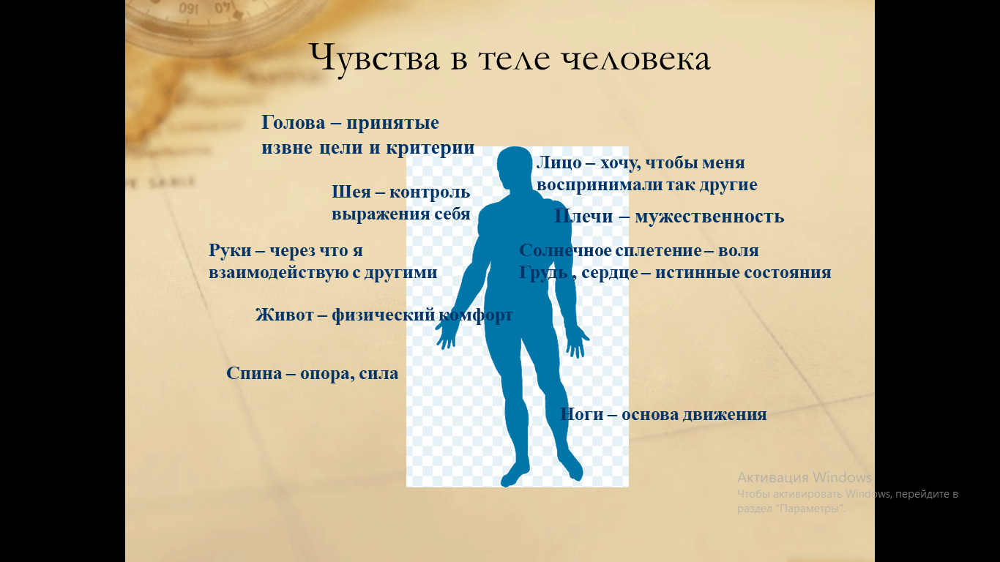 Чувства в теле человека
Голова – принятые
извне цели и критерии
Лицо – хочу, чтобы меня
воспринимали так другие
Шея – контроль
выражения себя
Плечи – мужественность
Руки – через что я
взаимодействую с другими
Солнечное сплетение – воля
Грудь , сердце – истинные состояния
Живот – физический комфорт
Спина – опора, сила
Ноги – основа движения
Активация Windows
Чтобы активировать Windows, перейдите в
раздел "Параметры".